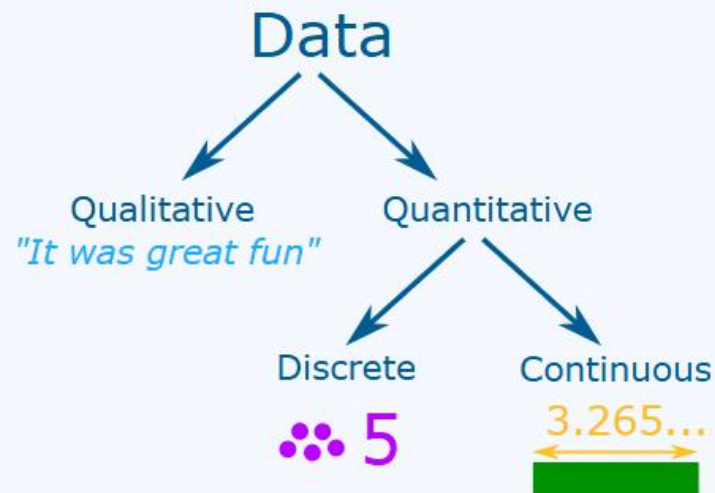 Data
Qualitative
"It was great fun"
Quantitative
Discrete
5
Continuous
3.265...